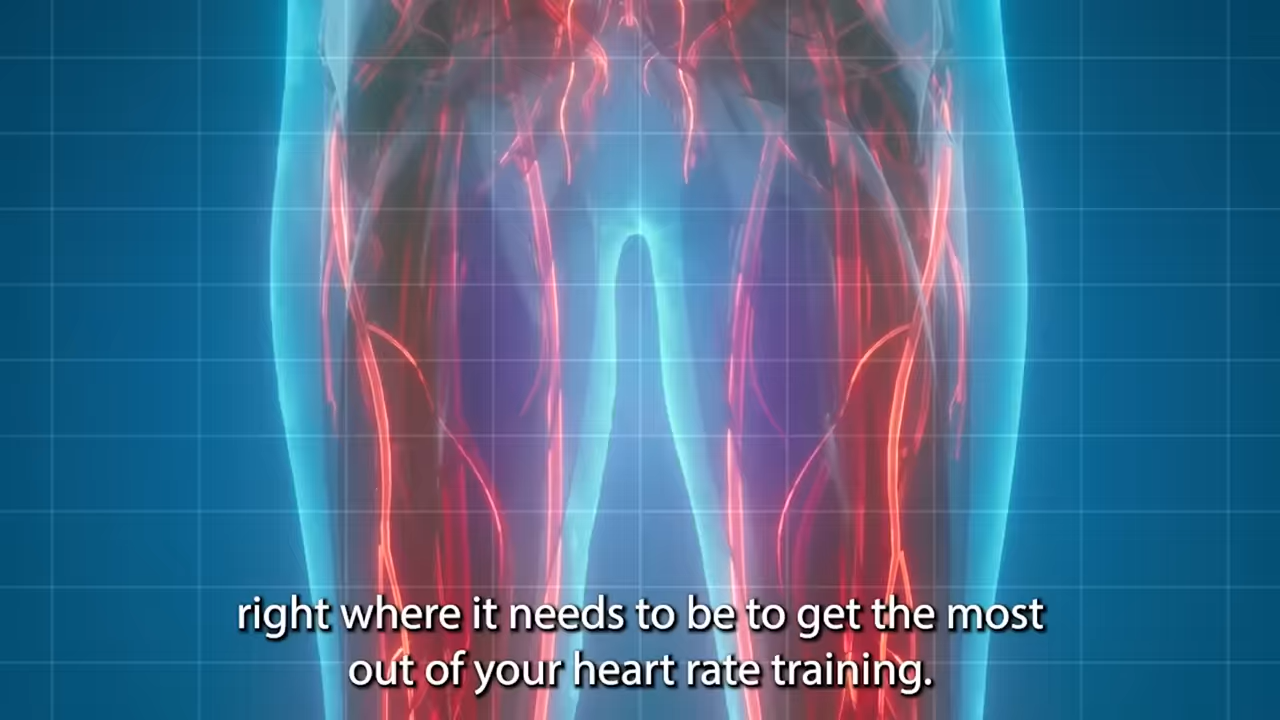 right where it needs to be to get the most
out of your heart rate training.